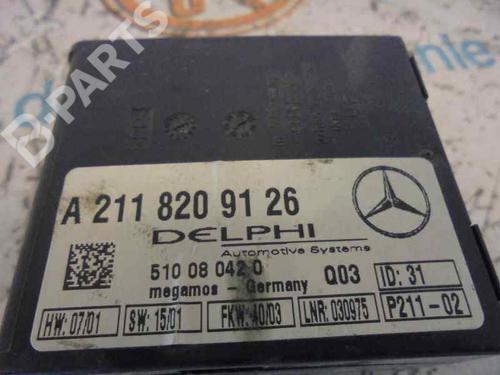 B-PARTS
A 211 820 91 26
DELPHI
Automotive Systems
510 08 042 0 Q03 ID: 31
megamos - Germany P211-02
HW: 07/01 SW: 15/01 FKW: 40/03 LNR: 030975